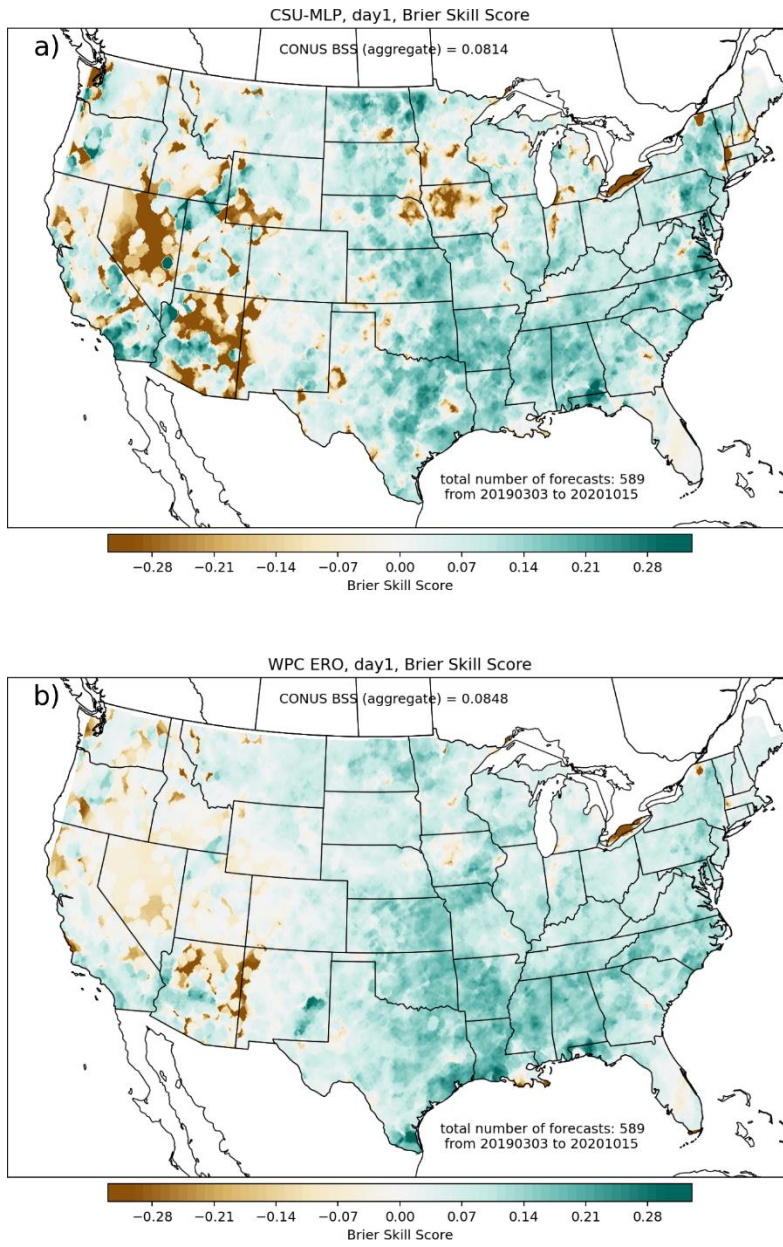 CSU-MLP, day1, Brier Skill Score
a)
CONUS BSS (aggregate) = 0.0814
total number of forecasts: 589
from 20190303 to 20201015
−0.28 −0.21 −0.14 −0.07 0.00 0.07 0.14 0.21 0.28
Brier Skill Score
WPC ERO, day1, Brier Skill Score
b)
CONUS BSS (aggregate) = 0.0848
total number of forecasts: 589
from 20190303 to 20201015
−0.28 −0.21 −0.14 −0.07 0.00 0.07 0.14 0.21 0.28
Brier Skill Score